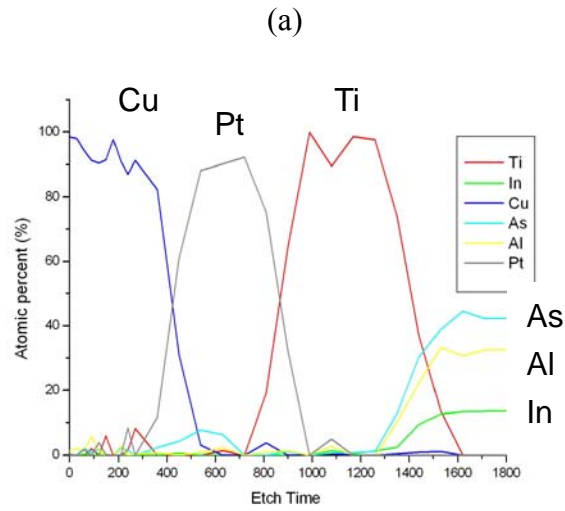 (a)
Cu
Pt
Ti
100
80
60
40
20
0
Atomic percent (%)
0 200 400 600 800 1000 1200 1400 1600 1800
Etch Time
Ti
In
Cu
As
Al
Pt
As
Al
In